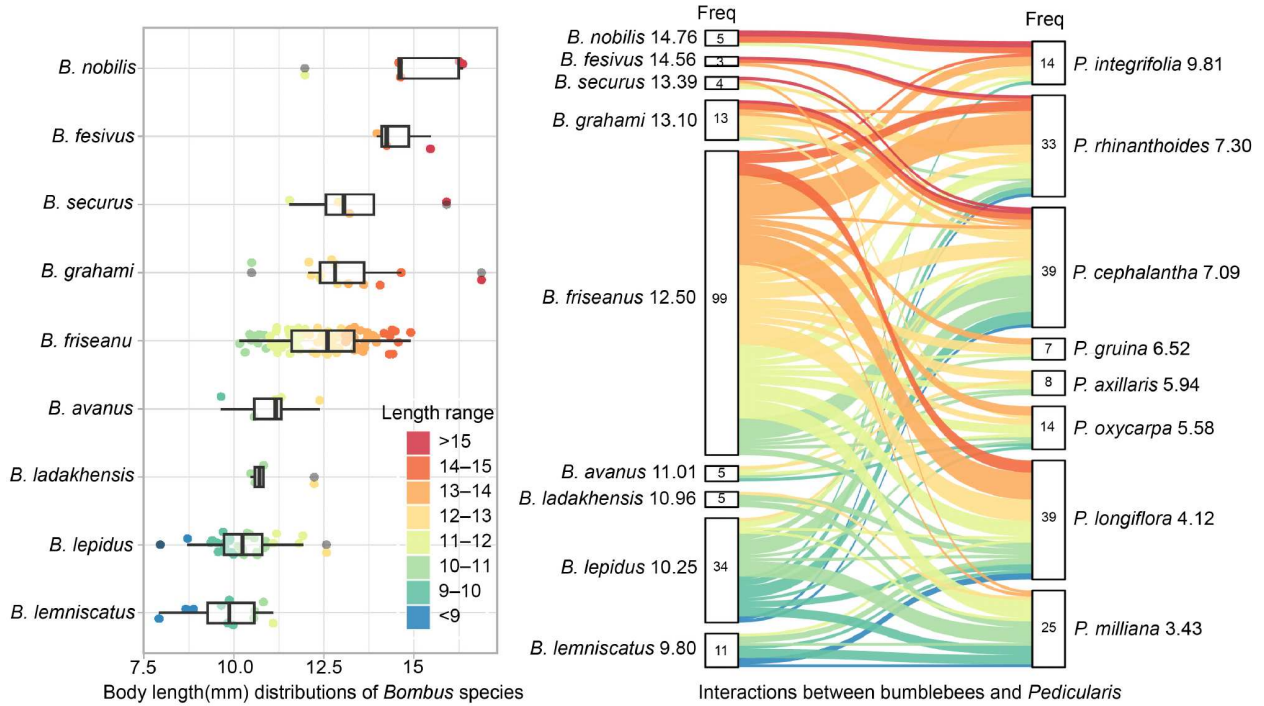 B. nobilis
B. fesivus
B. securus
B. grahami
B. friseanu
B. avanus
B. ladakhensis
B. lepidus
B. lemniscatus
Length range
>15
14–15
13–14
12–13
11–12
10–11
9–10
<9
7.5 10.0 12.5 15
Body length(mm) distributions of Bombus species
Freq
B. nobilis 14.76 5
B. fesivus 14.56 3
B. securus 13.39 4
B. grahami 13.10 13
B. friseanus 12.50 99
B. avanus 11.01 5
B. ladakhensis 10.96 5
B. lepidus 10.25 34
B. lemniscatus 9.80 11
Freq
14 P. integrifolia 9.81
33 P. rhinanthoides 7.30
39 P. cephalantha 7.09
7 P. gruina 6.52
8 P. axillaris 5.94
14 P. oxycarpa 5.58
39 P. longiflora 4.12
25 P. milliana 3.43
Interactions between bumblebees and Pedicularis